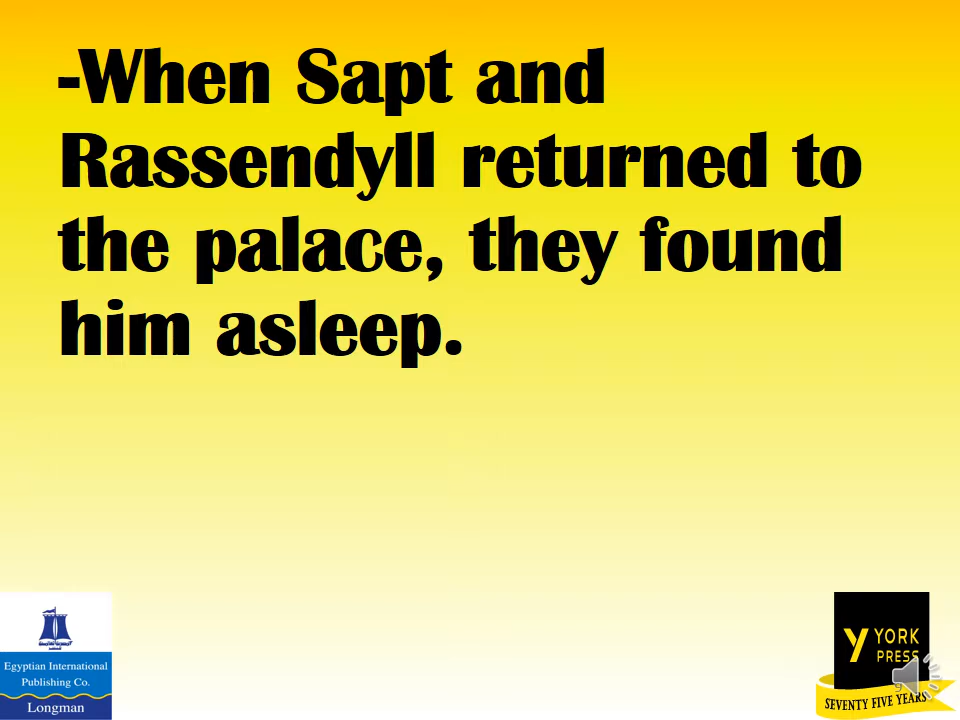 -When Sapt and
Rassendyll returned to
the palace, they found
him asleep.
Egyptian International
Publishing Co.
Longman
y YORK
PRESS
9
SEVENTY FIVE YEARS